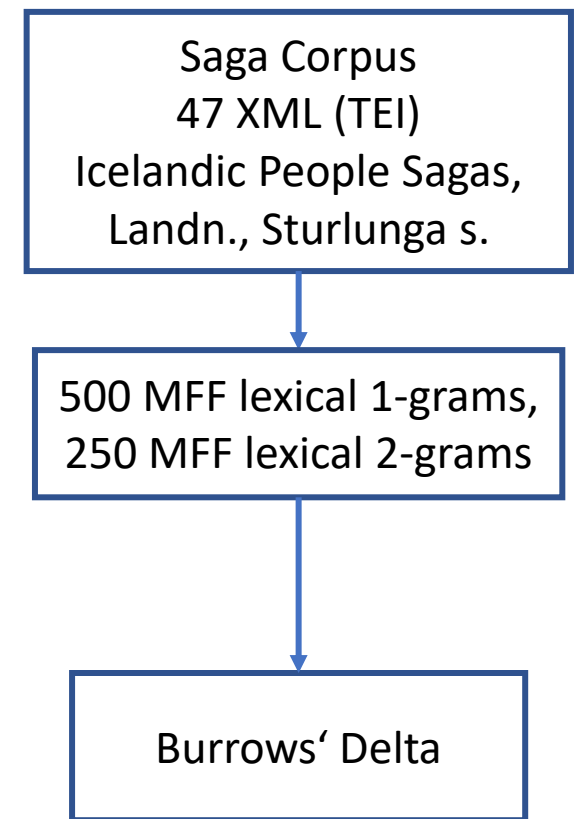 Saga Corpus
47 XML (TEI)
Icelandic People Sagas,
Landn., Sturlunga s.
500 MFF lexical 1-grams,
250 MFF lexical 2-grams
Burrows‘ Delta